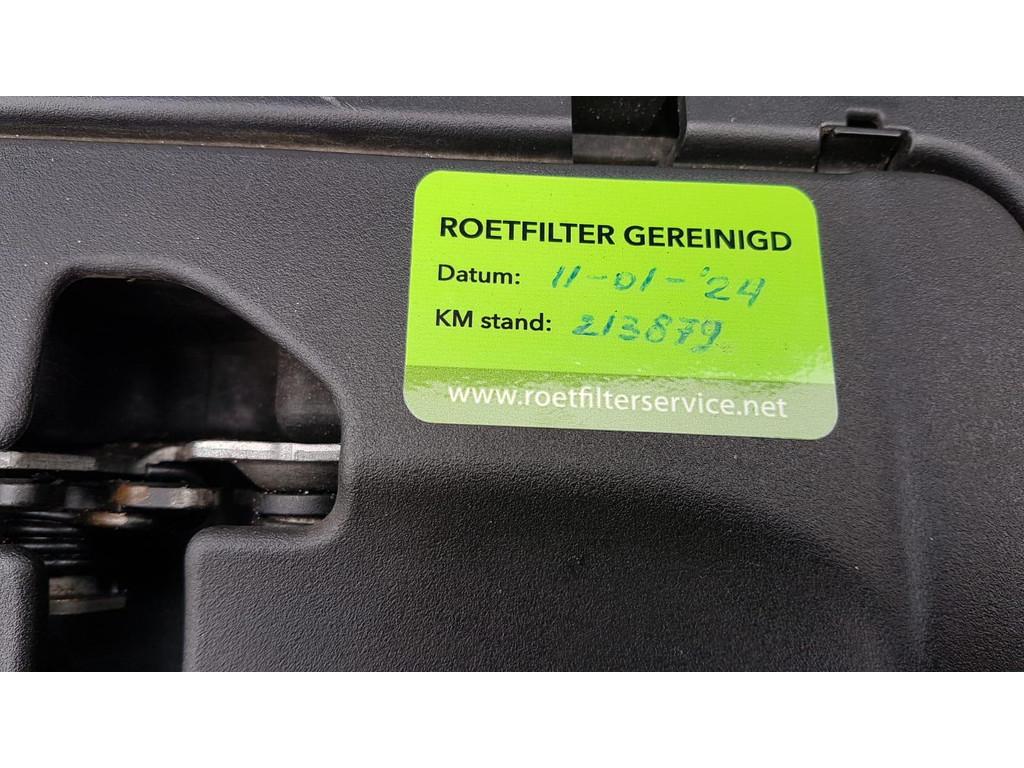 ROETFILTER GEREINIGD
Datum: 11-01-'24
KM stand: 213879
www.roetfilterservice.net